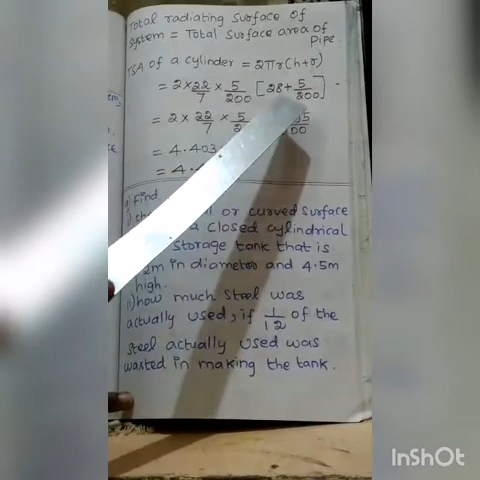 Total radiating surface of
system = Total surface area of
pipe
TSA of a cylinder = 2πr(h+r)
= 2 × 22/7 × 5/200 [28 + 5/200]
= 2 × 22/7 × 5/
= 4.403
= 4.
Find
al or curved surface
a closed cylindrical
storage tank that is
m in diameter and 4.5m
high.
how much steel was
actually used, if 1/12 of the
steel actually used was
wasted in making the tank.
InShOt